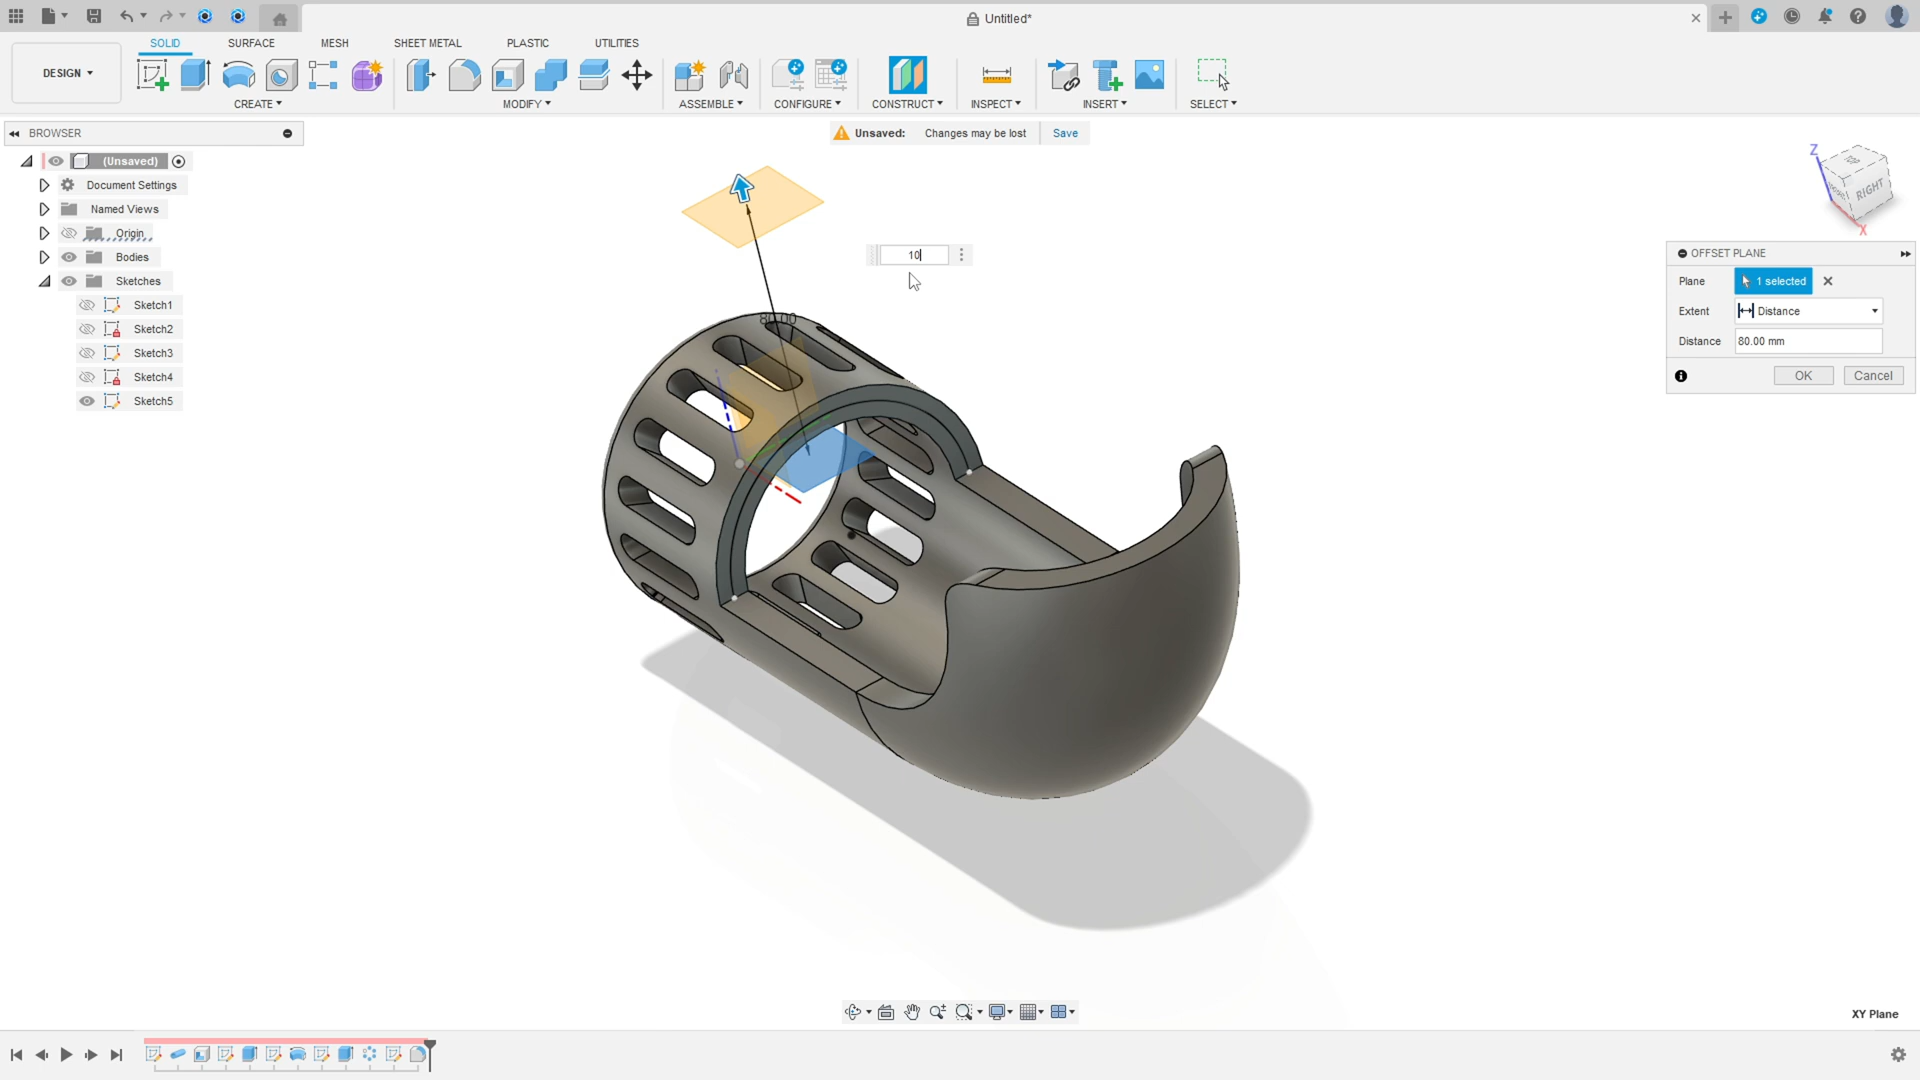 Untitled*
DESIGN
SOLID
SURFACE
MESH
SHEET METAL
PLASTIC
UTILITIES
CREATE
MODIFY
ASSEMBLE
CONFIGURE
CONSTRUCT
INSPECT
INSERT
SELECT
BROWSER
Unsaved: Changes may be lost Save
(Unsaved)
Document Settings
Named Views
Origin
Bodies
Sketches
Sketch1
Sketch2
Sketch3
Sketch4
Sketch5
10
80.00
Z
RIGHT
X
OFFSET PLANE
Plane 1 selected
Extent Distance
Distance 80.00 mm
OK Cancel
XY Plane